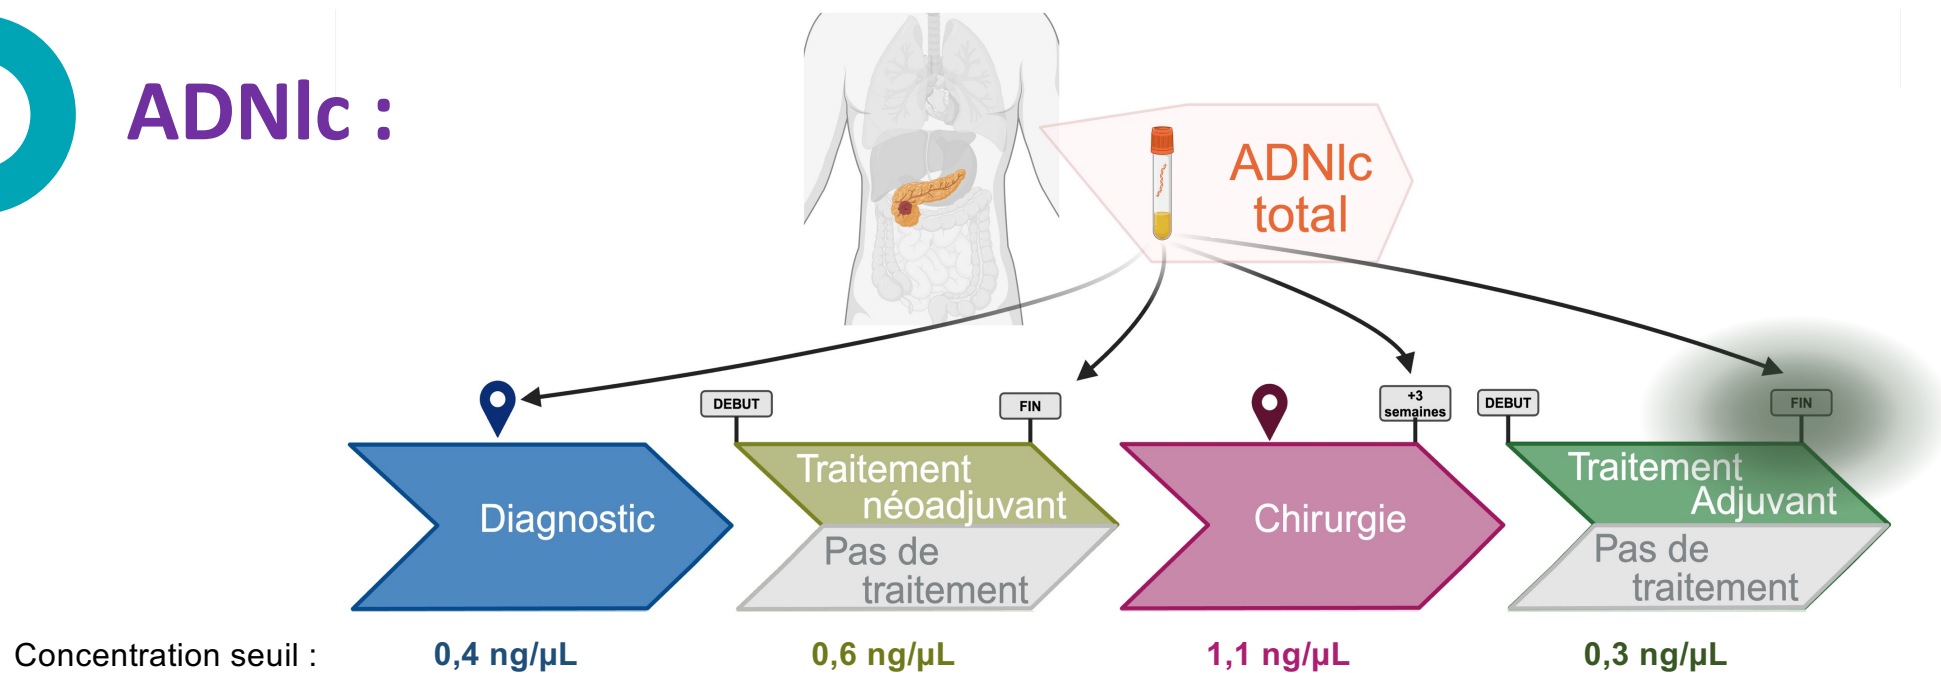 ADNlc :
ADNlc
total
DEBUT
FIN
+3
semaines
DEBUT
FIN
Diagnostic
Traitement
néoadjuvant
Pas de
traitement
Chirurgie
Traitement
Adjuvant
Pas de
traitement
Concentration seuil : 0,4 ng/µL 0,6 ng/µL 1,1 ng/µL 0,3 ng/µL